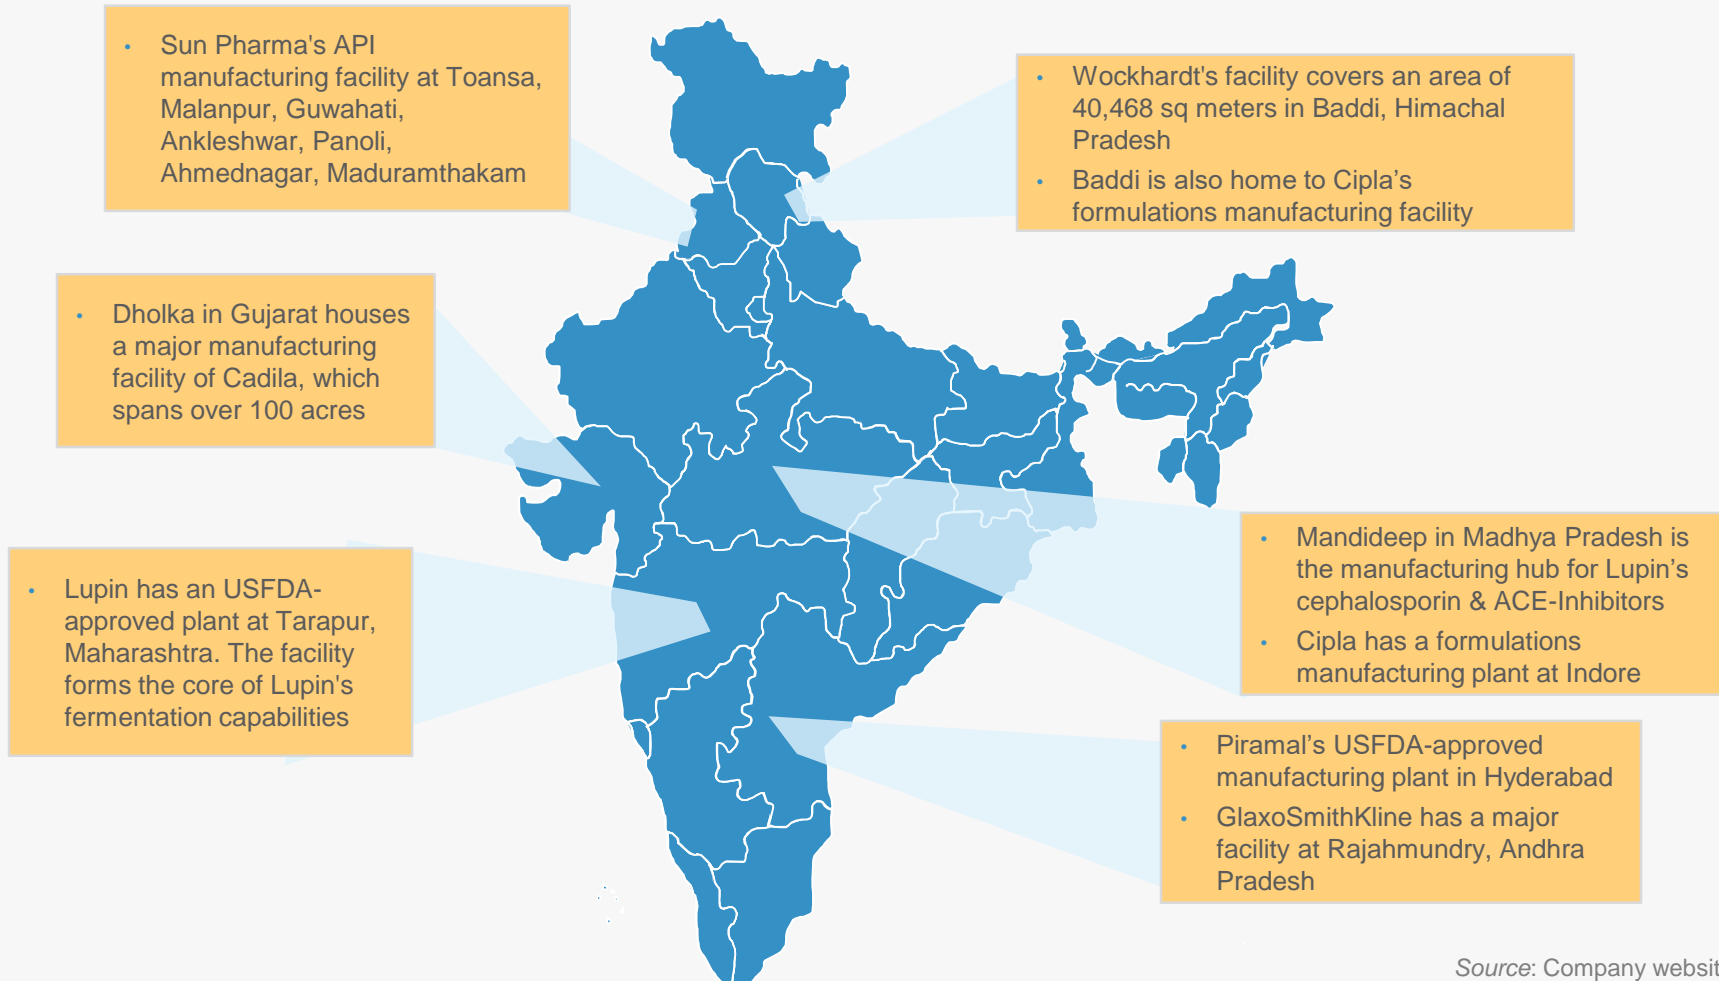 • Sun Pharma's API
manufacturing facility at Toansa,
Malanpur, Guwahati,
Ankleshwar, Panoli,
Ahmednagar, Maduramthakam
• Wockhardt's facility covers an area of
40,468 sq meters in Baddi, Himachal
Pradesh
• Baddi is also home to Cipla’s
formulations manufacturing facility
• Dholka in Gujarat houses
a major manufacturing
facility of Cadila, which
spans over 100 acres
• Lupin has an USFDA-
approved plant at Tarapur,
Maharashtra. The facility
forms the core of Lupin's
fermentation capabilities
• Mandideep in Madhya Pradesh is
the manufacturing hub for Lupin’s
cephalosporin & ACE-Inhibitors
• Cipla has a formulations
manufacturing plant at Indore
• Piramal’s USFDA-approved
manufacturing plant in Hyderabad
• GlaxoSmithKline has a major
facility at Rajahmundry, Andhra
Pradesh
Source: Company websit